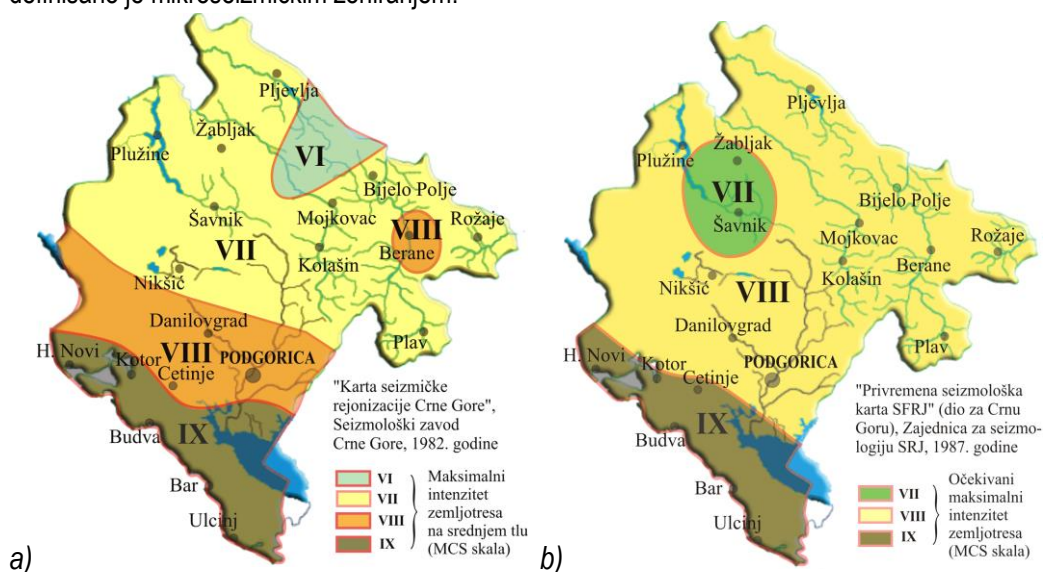 definisano je mikroseizmičkim zoniranjem.
Pljevlja
Žabljak
Plužine
VI
Bijelo Polje
Šavnik
Mojkovac
VIII
Rožaje
VII
Berane
Kolašin
Nikšić
Danilovgrad
Plav
H. Novi
Kotor
VIII
PODGORICA
Cetinje
IX
Budva
Bar
Ulcinj
"Karta seizmičke
rejonizacije Crne Gore",
Seizmološki zavod
Crne Gore, 1982. godine
VI
VII
VIII
IX
Maksimalni
intenzitet
zemljotresa
na srednjem tlu
(MCS skala)
a)
Pljevlja
Žabljak
Plužine
VII
Bijelo Polje
Šavnik
Mojkovac
Rožaje
Berane
Kolašin
Nikšić
VIII
Danilovgrad
Plav
H. Novi
Kotor
PODGORICA
Cetinje
IX
Budva
Bar
Ulcinj
"Privremena seizmološka
karta SFRJ" (dio za Crnu
Goru), Zajednica za seizmo-
logiju SRJ, 1987. godine
VII
VIII
IX
Očekivani
maksimalni
intenzitet
zemljotresa
(MCS skala)
b)